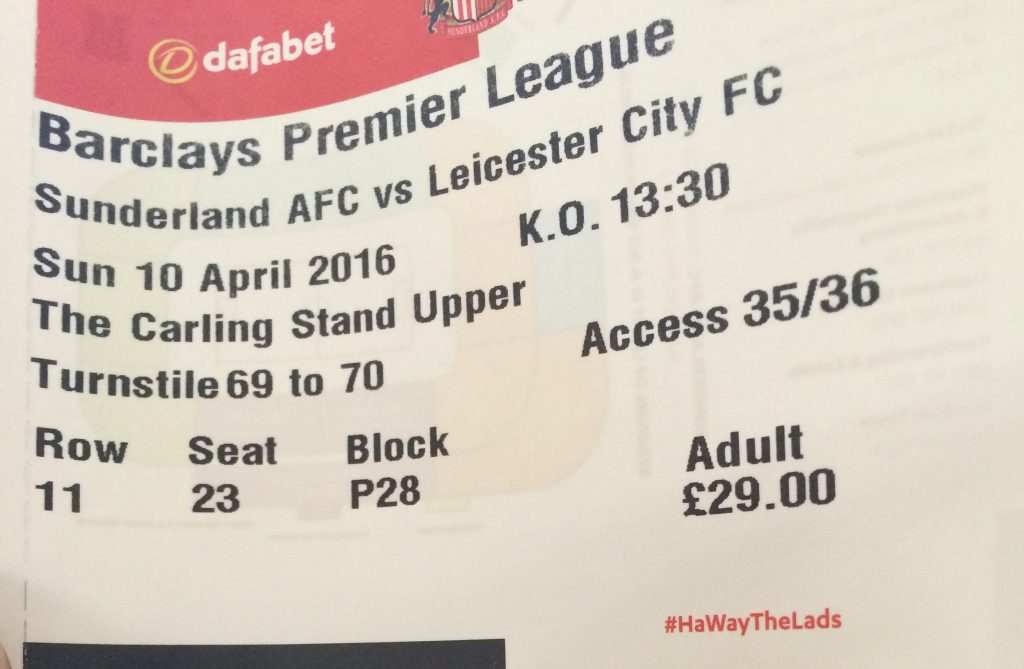 dafabet
SUNDERLAND A.F.C
Barclays Premier League
Sunderland AFC vs Leicester City FC
Sun 10 April 2016 K.O. 13:30
The Carling Stand Upper
Turnstile 69 to 70 Access 35/36
Row Seat Block Adult
11 23 P28 £29.00
#HaWayTheLads